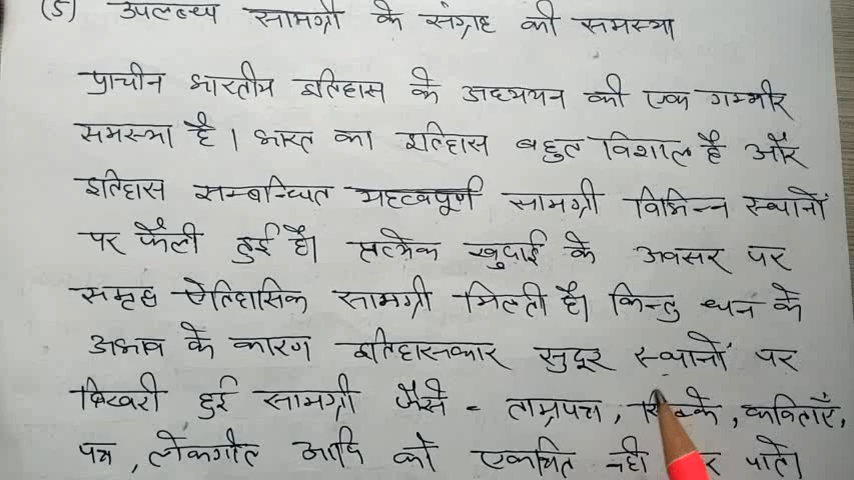 (5) उपलब्ध सामग्री के संग्रह की समस्या
प्राचीन भारतीय इतिहास के अध्ययन की एक गम्भीर
समस्या है। भारत का इतिहास बहुत विशाल है और
इतिहास सम्बन्धित महत्वपूर्ण सामग्री विभिन्न स्थानों
पर फैली हुई है। प्रत्येक खुदाई के अवसर पर
समृद्ध ऐतिहासिक सामग्री मिलती है। किन्तु धन के
अभाव के कारण इतिहासकार सुदूर स्थानों पर
बिखरी हुई सामग्री जैसे - ताम्रपत्र, सिक्के, कविताएँ,
पत्र, लोकगीत आदि को एकत्रित नही पाते।